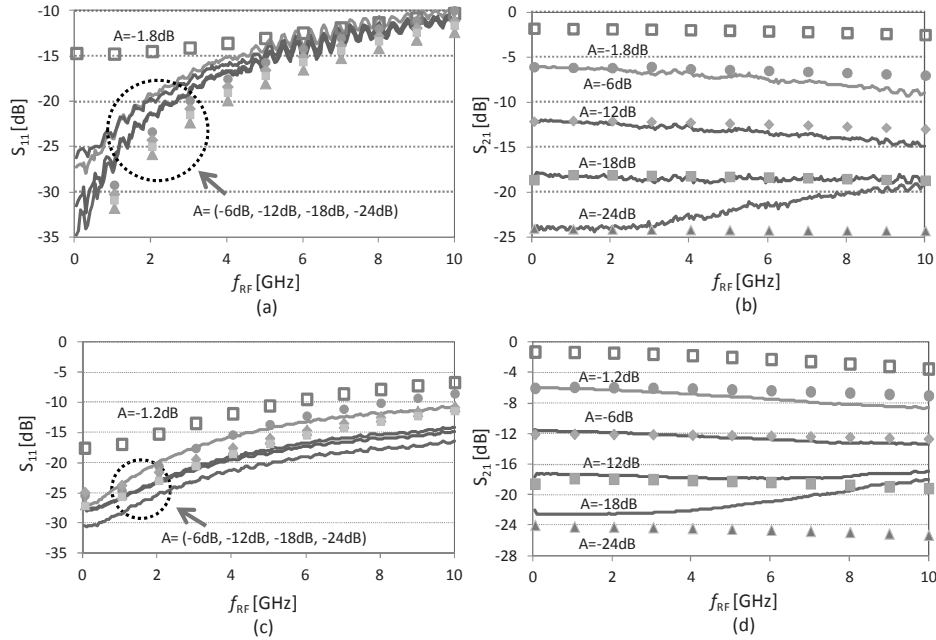 -10
-15
-20
-25
-30
-35
S11 [dB]
A=-1.8dB
A= (-6dB, -12dB, -18dB, -24dB)
0 2 4 6 8 10
fRF [GHz]
(a)
0
-5
-10
-15
-20
-25
S21 [dB]
A=-1.8dB
A=-6dB
A=-12dB
A=-18dB
A=-24dB
0 2 4 6 8 10
fRF [GHz]
(b)
0
-5
-10
-15
-20
-25
-30
-35
S11 [dB]
A=-1.2dB
A= (-6dB, -12dB, -18dB, -24dB)
0 2 4 6 8 10
fRF [GHz]
(c)
0
-4
-8
-12
-16
-20
-24
-28
S21 [dB]
A=-1.2dB
A=-6dB
A=-12dB
A=-18dB
A=-24dB
0 2 4 6 8 10
fRF [GHz]
(d)